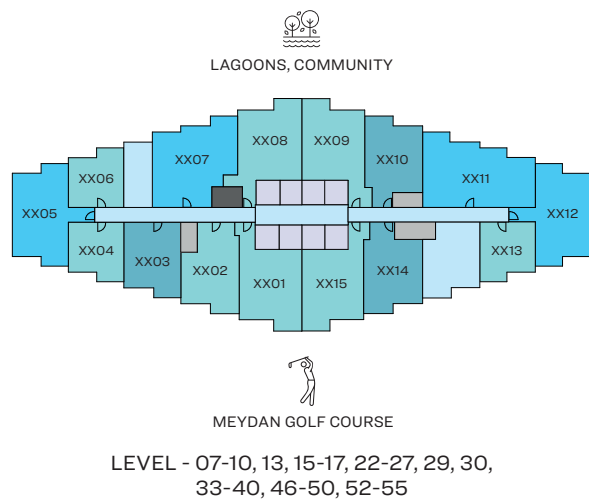 LAGOONS, COMMUNITY
XX08
XX09
XX07
XX10
XX06
XX11
XX05
XX12
XX04
XX03
XX02
XX01
XX15
XX14
XX13
MEYDAN GOLF COURSE
LEVEL - 07-10, 13, 15-17, 22-27, 29, 30,
33-40, 46-50, 52-55